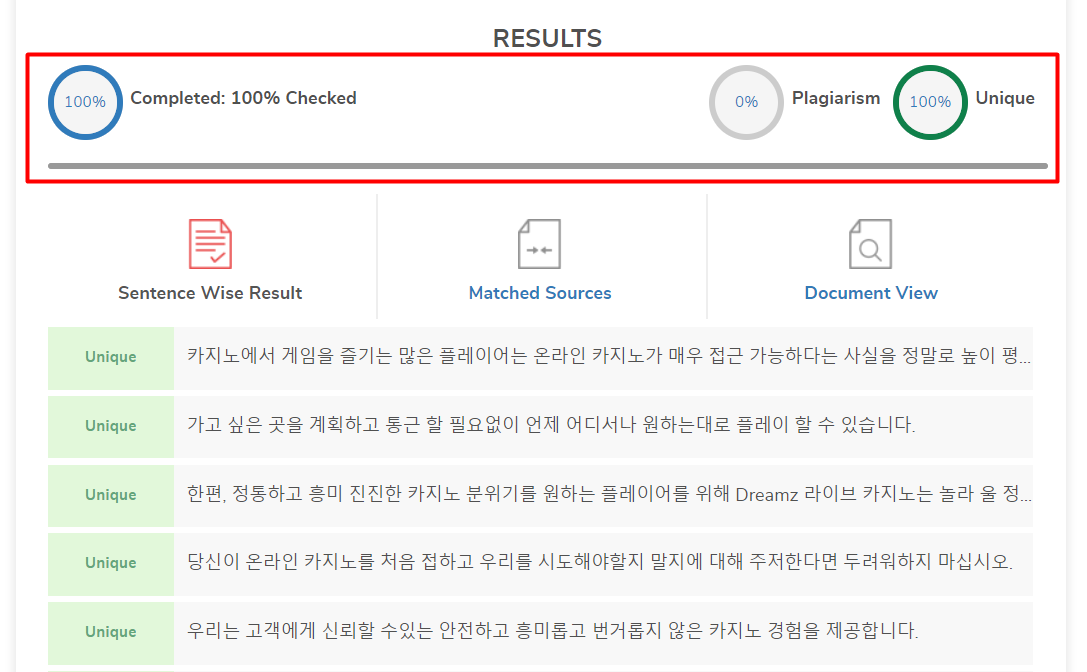 RESULTS
100% Completed: 100% Checked 0% Plagiarism 100% Unique
Sentence Wise Result Matched Sources Document View
Unique 카지노에서 게임을 즐기는 많은 플레이어는 온라인 카지노가 매우 접근 가능하다는 사실을 정말로 높이 평...
Unique 가고 싶은 곳을 계획하고 통근 할 필요없이 언제 어디서나 원하는대로 플레이 할 수 있습니다.
Unique 한편, 정통하고 흥미 진진한 카지노 분위기를 원하는 플레이어를 위해 Dreamz 라이브 카지노는 놀라 울 정...
Unique 당신이 온라인 카지노를 처음 접하고 우리를 시도해야할지 말지에 대해 주저한다면 두려워하지 마십시오.
Unique 우리는 고객에게 신뢰할 수있는 안전하고 흥미롭고 번거롭지 않은 카지노 경험을 제공합니다.